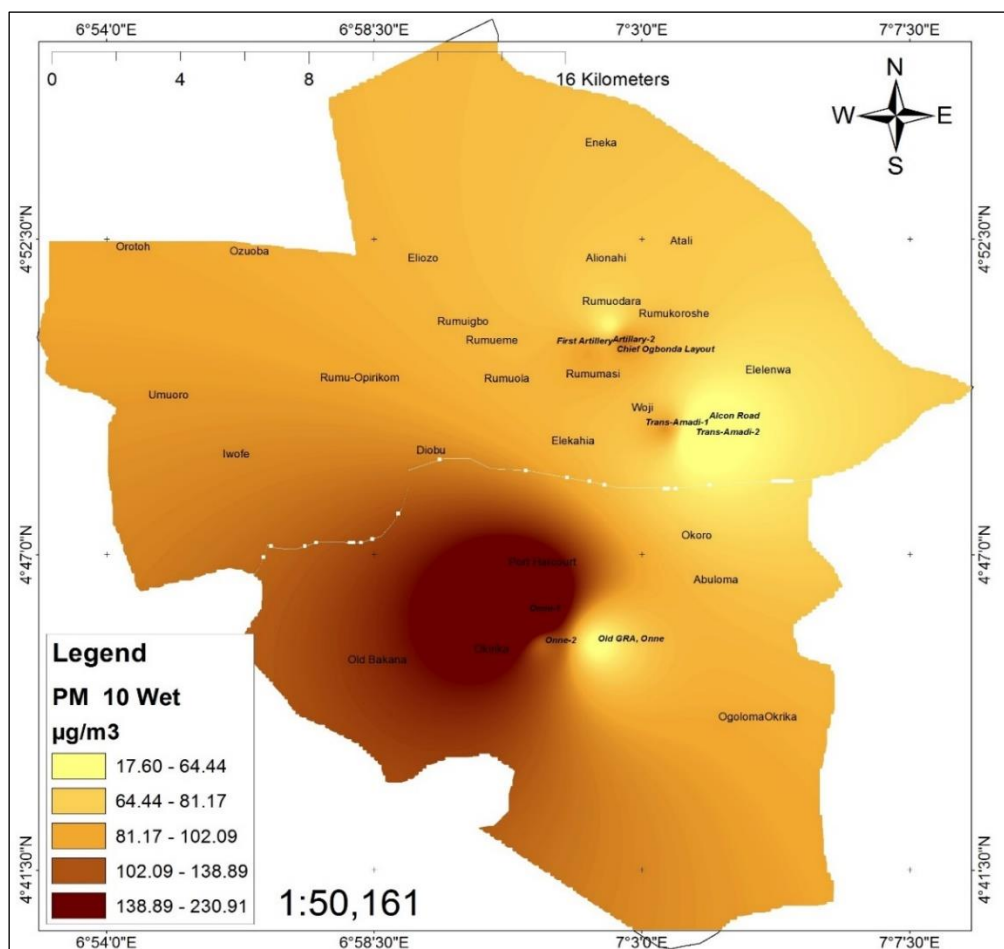 6°54'0"E 6°58'30"E 7°3'0"E 7°7'30"E
0 4 8 16 Kilometers
N
W E
S
Eneka
4°52'30"N 4°52'30"N
Orotoh Ozuoba Eliozo Alionahi Atali
Rumuodara
Rumukoroshe
Rumuigbo
Rumueme First Artillery Artillary-2
Chief Ogbonda Layout
Rumu-Opirikom Rumuola Rumumasi Elelenwa
Umuoro
Woji Alcon Road
Trans-Amadi-1
Trans-Amadi-2
Iwofe Diobu Elekahia
Okoro
4°47'0"N 4°47'0"N
Port Harcourt
Abuloma
Onne-1
Onne-2 Old GRA, Onne
Old Bakana Okrika
OgolomaOkrika
Legend
PM 10 Wet
µg/m3
17.60 - 64.44
64.44 - 81.17
81.17 - 102.09
102.09 - 138.89
138.89 - 230.91
1:50,161
4°41'30"N 4°41'30"N
6°54'0"E 6°58'30"E 7°3'0"E 7°7'30"E